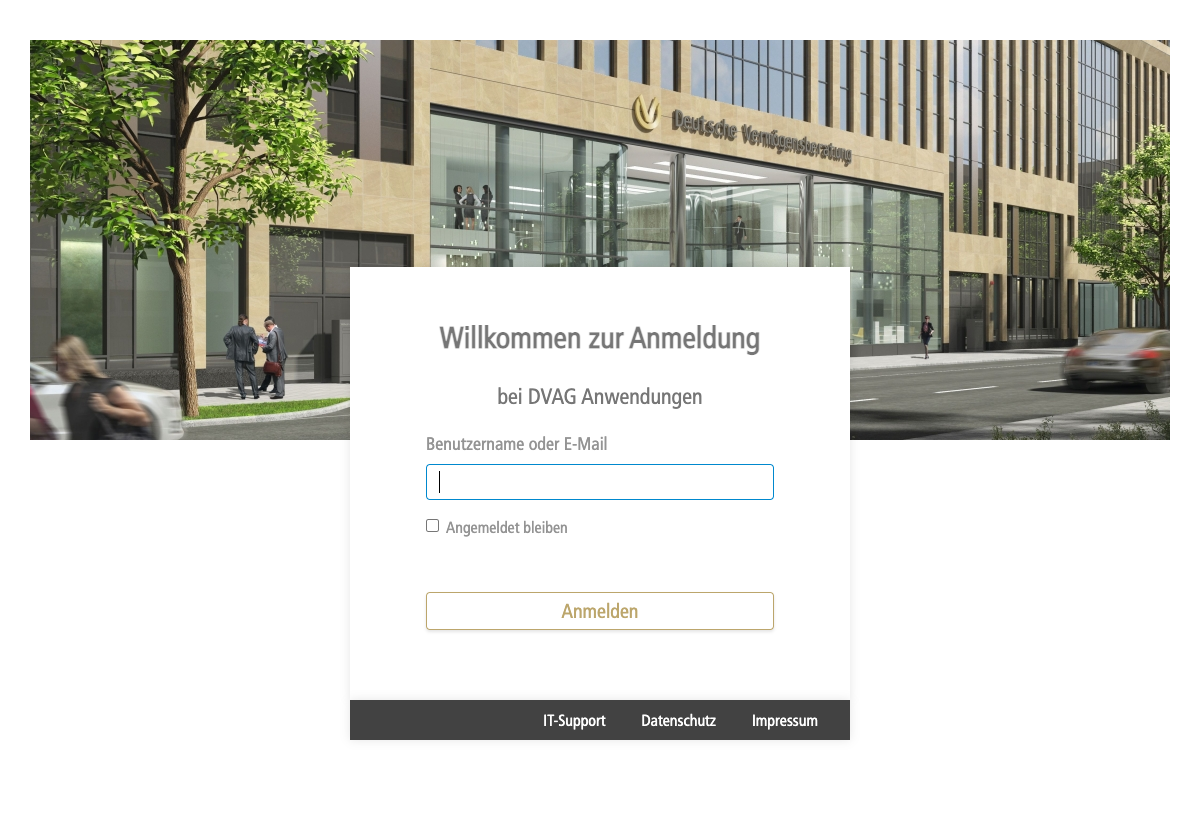 Deutsche Vermögensberatung
Willkommen zur Anmeldung
bei DVAG Anwendungen
Benutzername oder E-Mail
Angemeldet bleiben
Anmelden
IT-Support Datenschutz Impressum